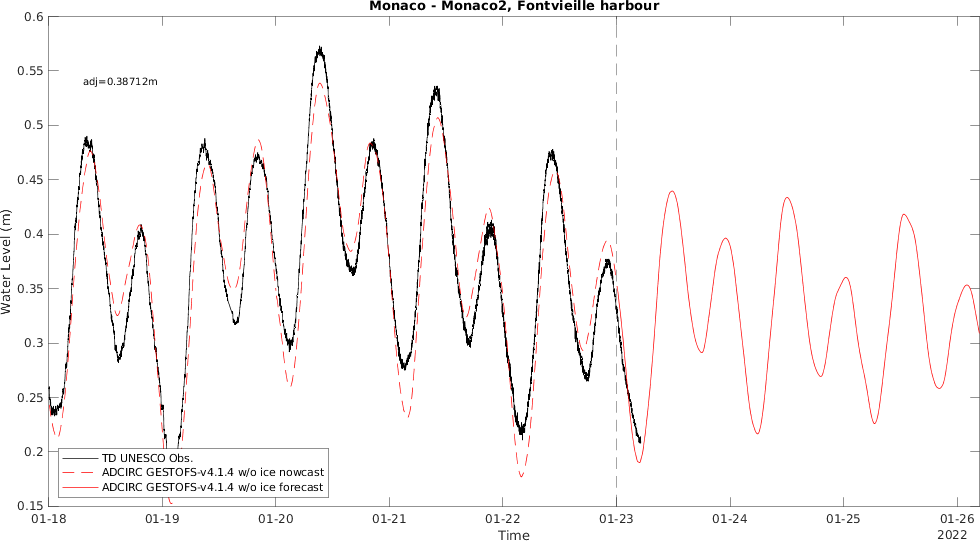 Monaco - Monaco2, Fontvieille harbour
0.6
0.55
adj=0.38712m
0.5
0.45
0.4
0.35
0.3
0.25
0.2
0.15
Water Level (m)
TD UNESCO Obs.
ADCIRC GESTOFS-v4.1.4 w/o ice nowcast
ADCIRC GESTOFS-v4.1.4 w/o ice forecast
01-18
01-19
01-20
01-21
01-22
01-23
01-24
01-25
01-26
Time
2022